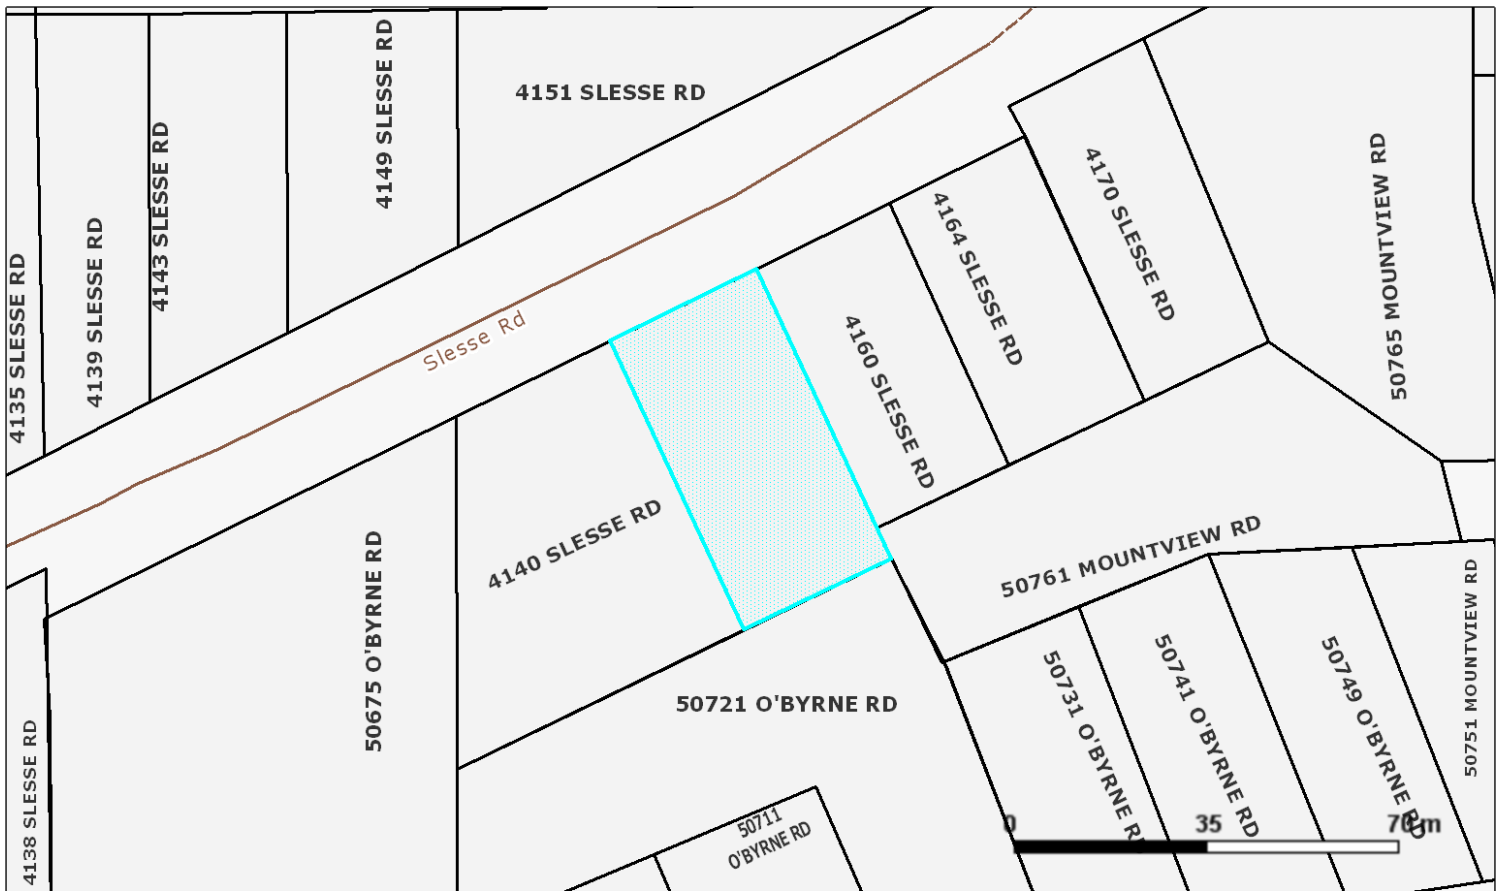 4151 SLESSE RD
4149 SLESSE RD
4143 SLESSE RD
4139 SLESSE RD
4135 SLESSE RD
Slesse Rd
4170 SLESSE RD
4164 SLESSE RD
4160 SLESSE RD
50765 MOUNTVIEW RD
4140 SLESSE RD
50761 MOUNTVIEW RD
50675 O'BYRNE RD
50721 O'BYRNE RD
50731 O'BYRNE RD
50741 O'BYRNE RD
50749 O'BYRNE RD
50751 MOUNTVIEW RD
4138 SLESSE RD
50711
O'BYRNE RD
0 35 70 m